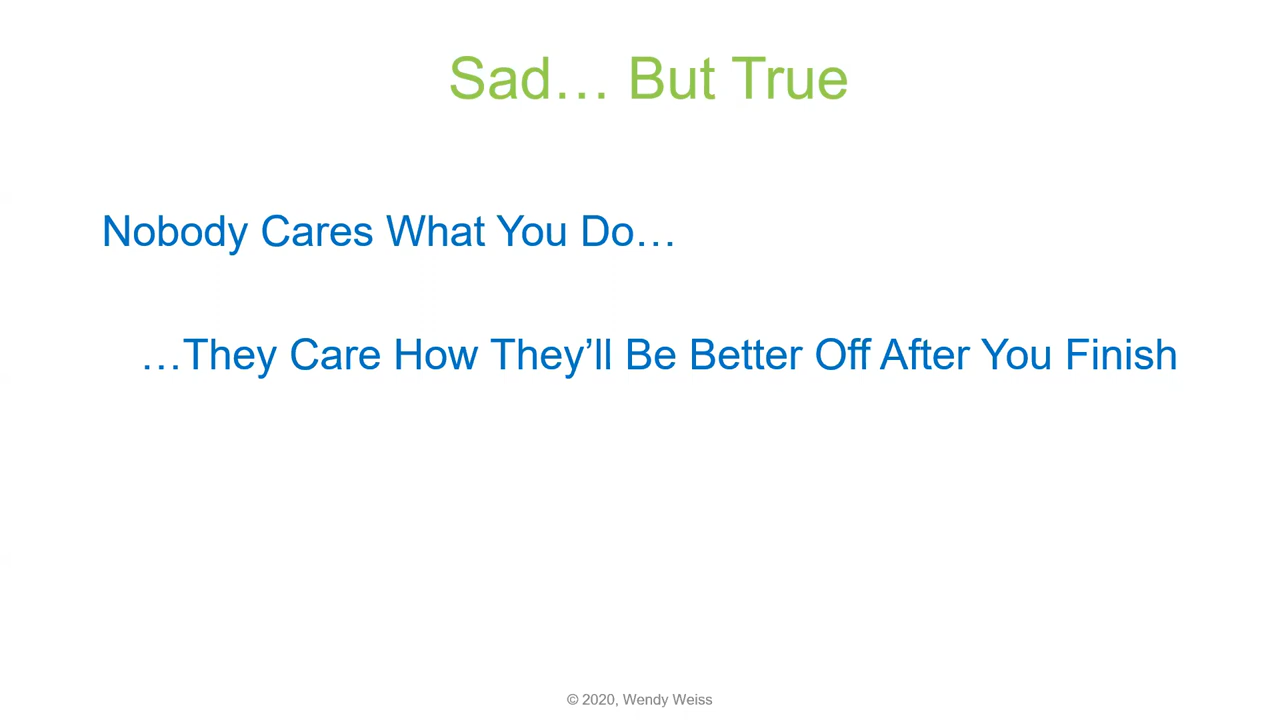 Sad… But True
Nobody Cares What You Do…
…They Care How They’ll Be Better Off After You Finish
© 2020, Wendy Weiss